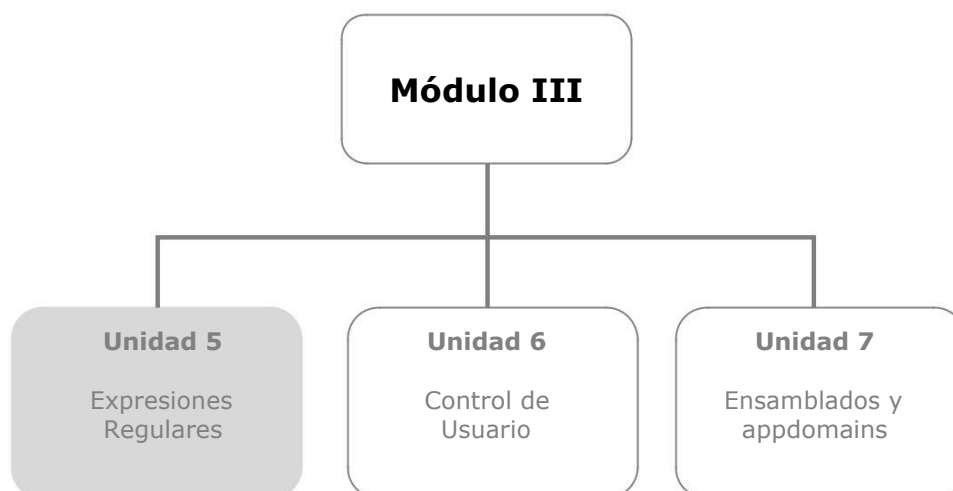 Módulo III
Unidad 5
Expresiones
Regulares
Unidad 6
Control de
Usuario
Unidad 7
Ensamblados y
appdomains